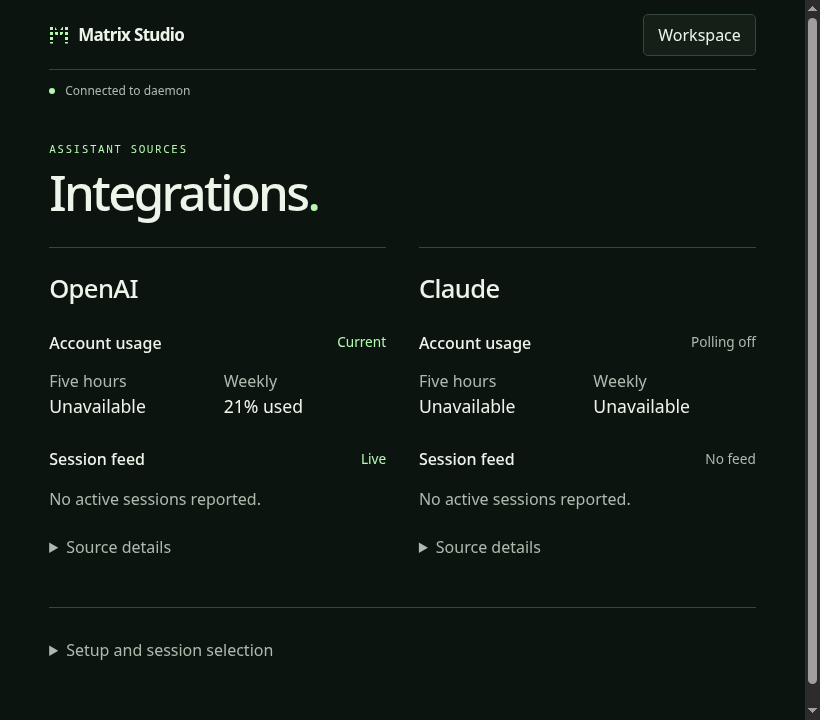 Matrix Studio
Workspace
Connected to daemon
ASSISTANT SOURCES
Integrations.
OpenAI
Account usage
Current
Five hours
Weekly
Unavailable
21% used
Session feed
Live
No active sessions reported.
Source details
Claude
Account usage
Polling off
Five hours
Weekly
Unavailable
Unavailable
Session feed
No feed
No active sessions reported.
Source details
Setup and session selection